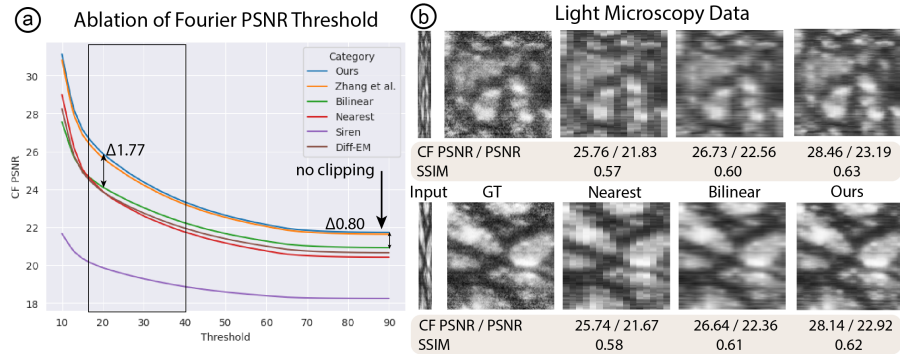 a
Ablation of Fourier PSNR Threshold
CF PSNR
30
28
26
24
22
20
18
10 20 30 40 50 60 70 80 90
Threshold
Category
Ours
Zhang et al.
Bilinear
Nearest
Siren
Diff-EM
Δ1.77
no clipping
Δ0.80
b
Light Microscopy Data
CF PSNR / PSNR 25.76 / 21.83 26.73 / 22.56 28.46 / 23.19
SSIM 0.57 0.60 0.63
Input GT Nearest Bilinear Ours
CF PSNR / PSNR 25.74 / 21.67 26.64 / 22.36 28.14 / 22.92
SSIM 0.58 0.61 0.62